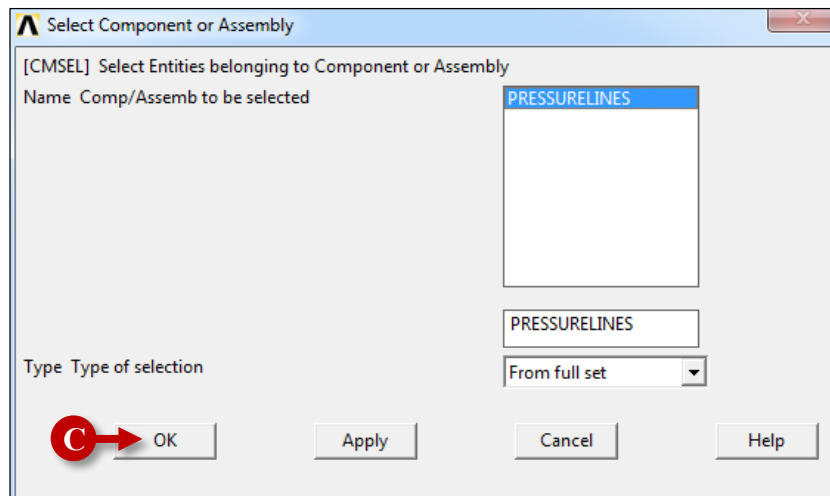 Select Component or Assembly
[CMSEL] Select Entities belonging to Component or Assembly
Name Comp/Assemb to be selected
PRESSURELINES
PRESSURELINES
Type Type of selection
From full set
C
OK
Apply
Cancel
Help